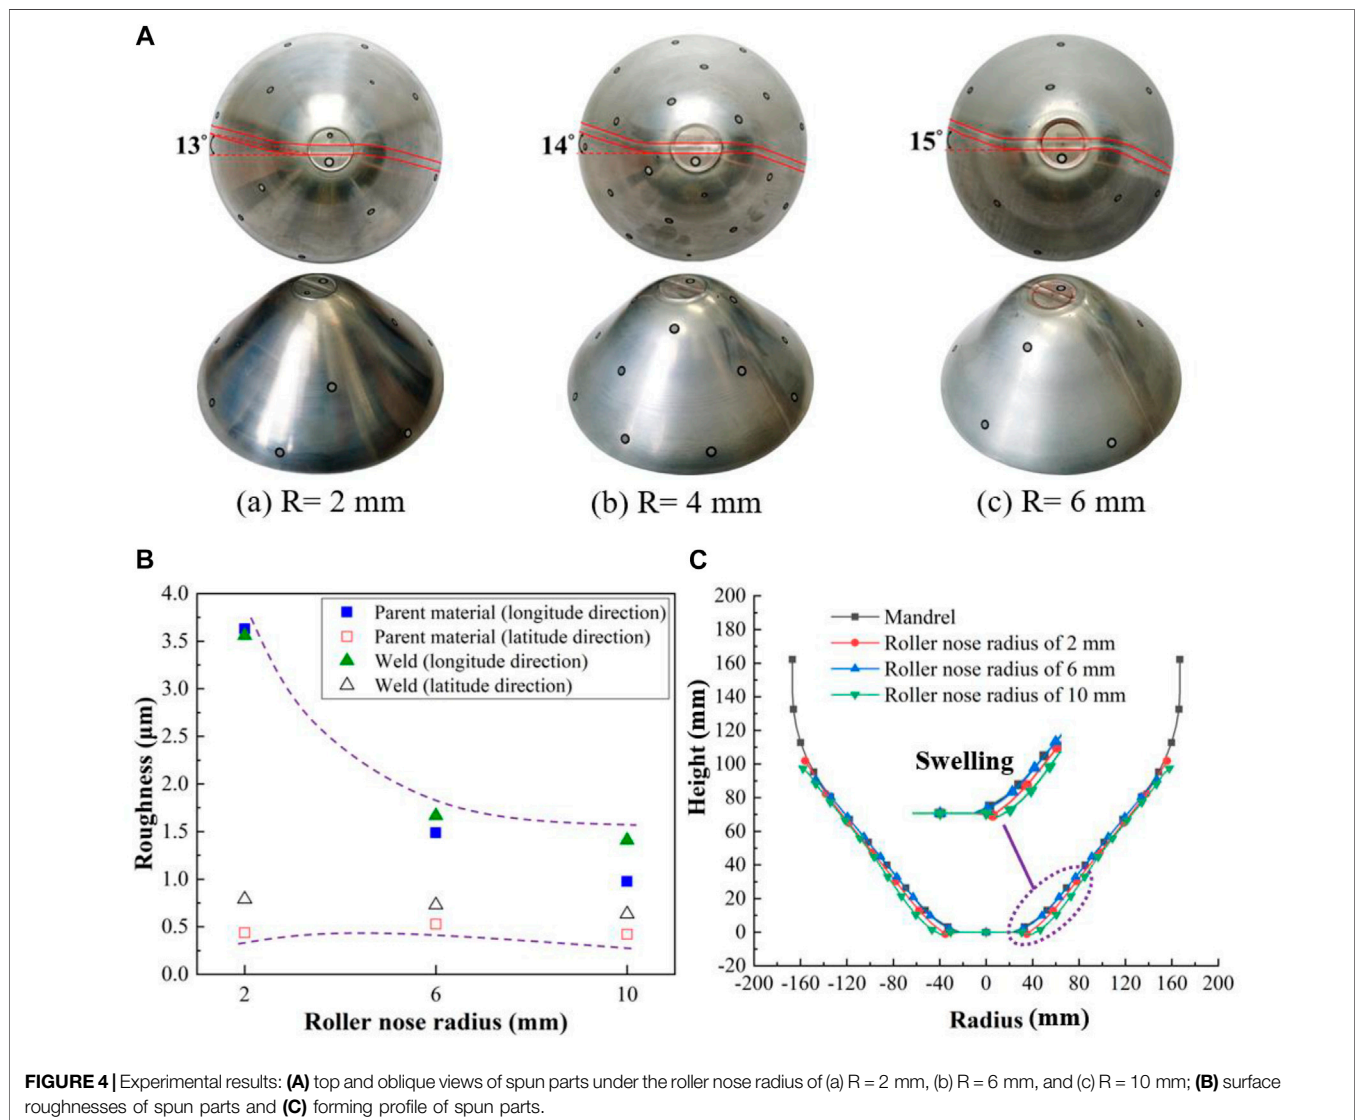 A
13°
14°
15°
(a) R= 2 mm
(b) R= 4 mm
(c) R= 6 mm
B
4.0
3.5
3.0
2.5
2.0
1.5
1.0
0.5
0.0
Roughness (μm)
Parent material (longitude direction)
Parent material (latitude direction)
Weld (longitude direction)
Weld (latitude direction)
2
6
10
Roller nose radius (mm)
C
200
180
160
140
120
100
80
60
40
20
0
-20
Height (mm)
Mandrel
Roller nose radius of 2 mm
Roller nose radius of 6 mm
Roller nose radius of 10 mm
Swelling
-200 -160 -120 -80 -40 0 40 80 120 160 200
Radius (mm)
FIGURE 4 | Experimental results: (A) top and oblique views of spun parts under the roller nose radius of (a) R = 2 mm, (b) R = 6 mm, and (c) R = 10 mm; (B) surface
roughnesses of spun parts and (C) forming profile of spun parts.